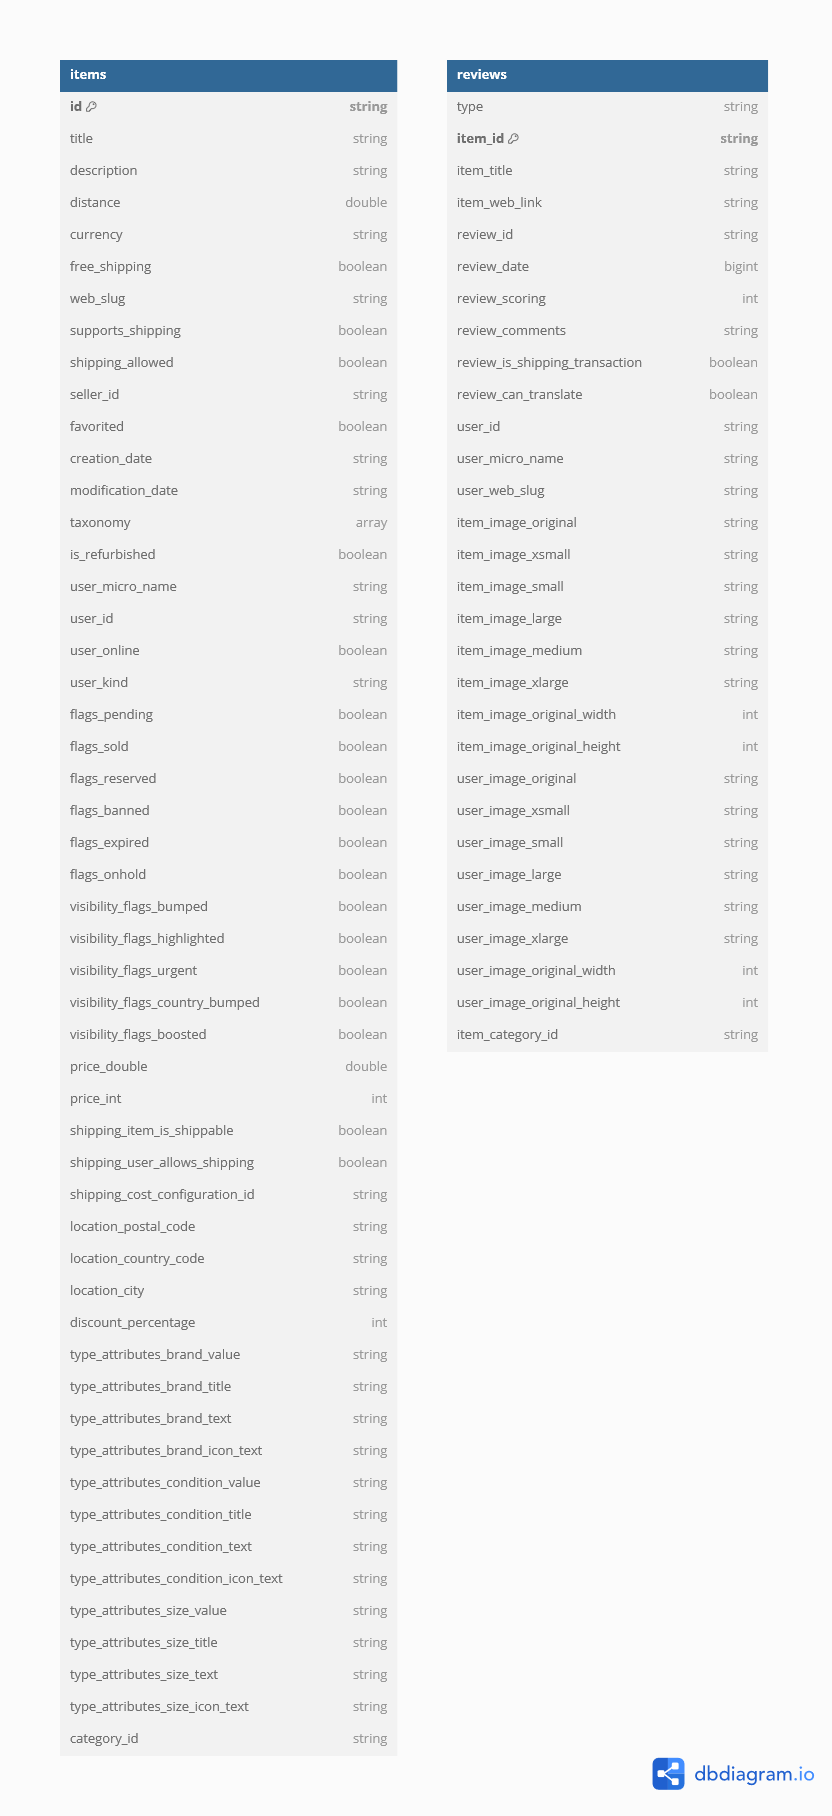 items
id string
title string
description string
distance double
currency string
free_shipping boolean
web_slug string
supports_shipping boolean
shipping_allowed boolean
seller_id string
favorited boolean
creation_date string
modification_date string
taxonomy array
is_refurbished boolean
user_micro_name string
user_id string
user_online boolean
user_kind string
flags_pending boolean
flags_sold boolean
flags_reserved boolean
flags_banned boolean
flags_expired boolean
flags_onhold boolean
visibility_flags_bumped boolean
visibility_flags_highlighted boolean
visibility_flags_urgent boolean
visibility_flags_country_bumped boolean
visibility_flags_boosted boolean
price_double double
price_int int
shipping_item_is_shippable boolean
shipping_user_allows_shipping boolean
shipping_cost_configuration_id string
location_postal_code string
location_country_code string
location_city string
discount_percentage int
type_attributes_brand_value string
type_attributes_brand_title string
type_attributes_brand_text string
type_attributes_brand_icon_text string
type_attributes_condition_value string
type_attributes_condition_title string
type_attributes_condition_text string
type_attributes_condition_icon_text string
type_attributes_size_value string
type_attributes_size_title string
type_attributes_size_text string
type_attributes_size_icon_text string
category_id string
reviews
type string
item_id string
item_title string
item_web_link string
review_id string
review_date bigint
review_scoring int
review_comments string
review_is_shipping_transaction boolean
review_can_translate boolean
user_id string
user_micro_name string
user_web_slug string
item_image_original string
item_image_xsmall string
item_image_small string
item_image_large string
item_image_medium string
item_image_xlarge string
item_image_original_width int
item_image_original_height int
user_image_original string
user_image_xsmall string
user_image_small string
user_image_large string
user_image_medium string
user_image_xlarge string
user_image_original_width int
user_image_original_height int
item_category_id string
dbdiagram.io